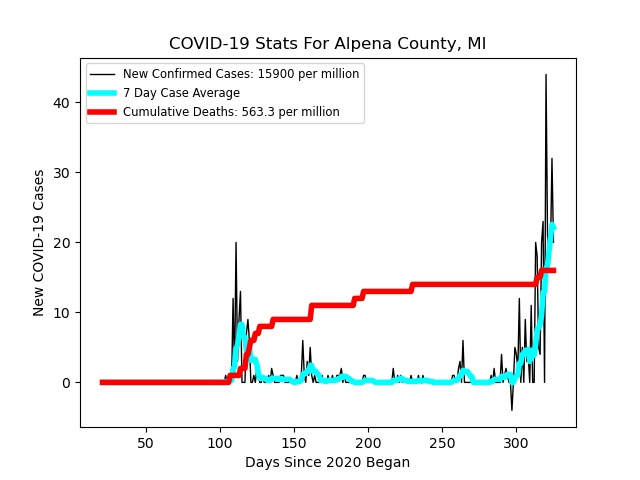 COVID-19 Stats For Alpena County, MI
New Confirmed Cases: 15900 per million
7 Day Case Average
Cumulative Deaths: 563.3 per million
New COVID-19 Cases
40
30
20
10
0
50 100 150 200 250 300
Days Since 2020 Began